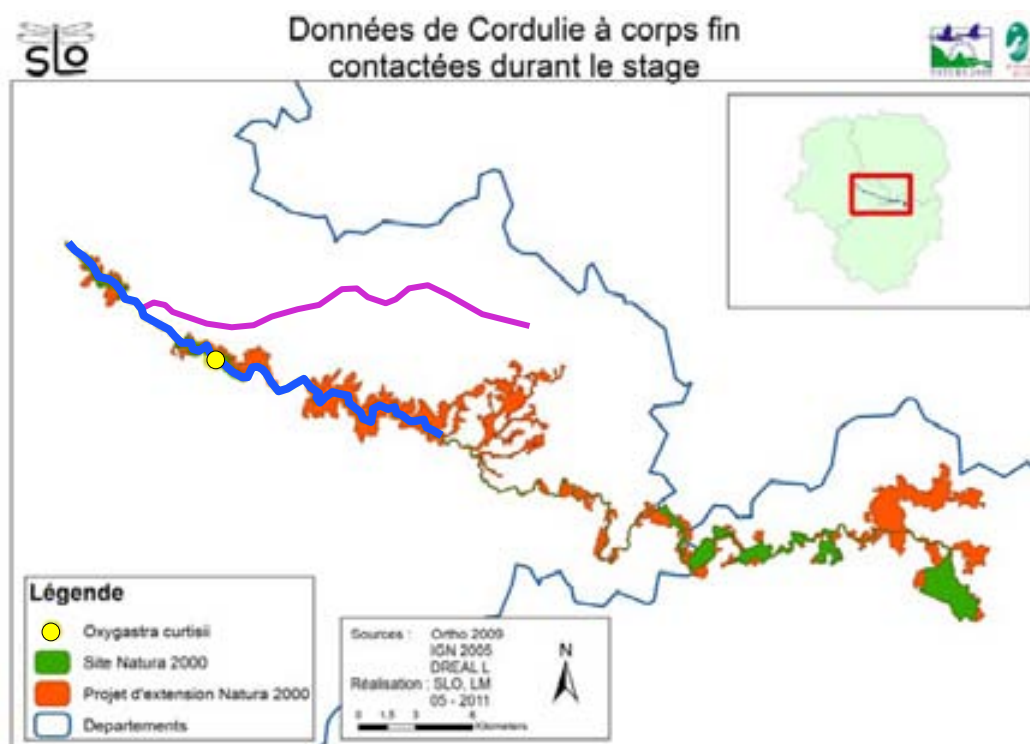 SLO
Données de Cordulie à corps fin
contactées durant le stage
NATURA 2000
Légende
Oxygastra curtisii
Site Natura 2000
Projet d'extension Natura 2000
Departements
Sources : Ortho 2009
IGN 2005
DREAL L
Réalisation : SLO, LM
05 - 2011
N
0 1,5 3 6
Kilometers